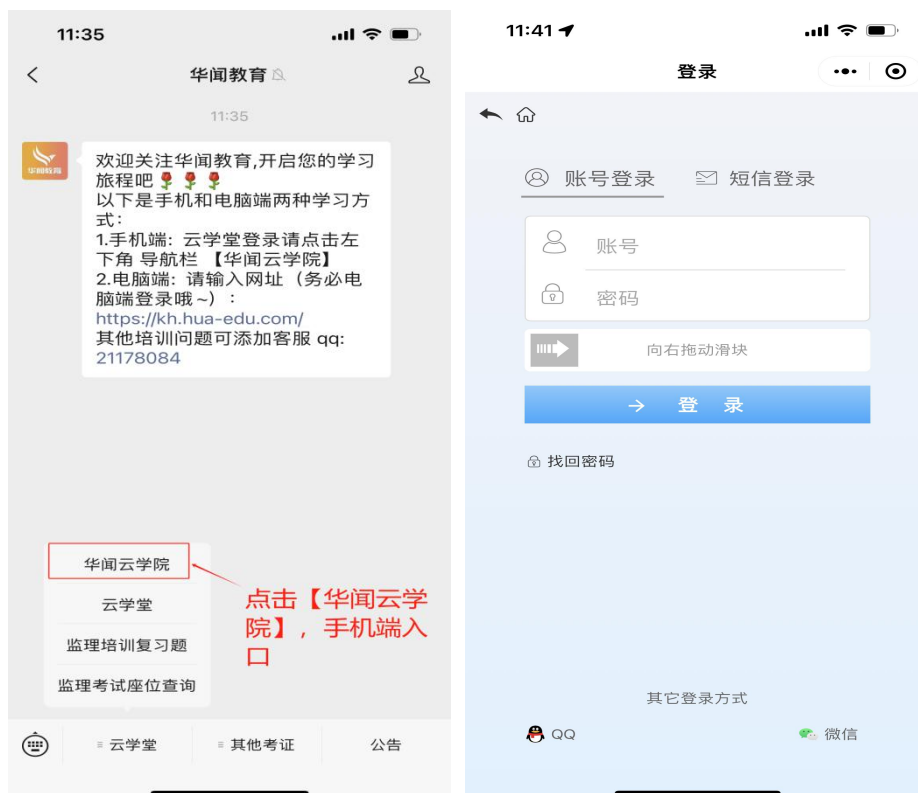 11:35
华闻教育
11:35
华闻教育
欢迎关注华闻教育,开启您的学习
旅程吧🌹🌹🌹
以下是手机和电脑端两种学习方
式：
1.手机端：云学堂登录请点击左
下角 导航栏 【华闻云学院】
2.电脑端：请输入网址（务必电
脑端登录哦~）：
https://kh.hua-edu.com/
其他培训问题可添加客服 qq:
21178084
华闻云学院
云学堂
监理培训复习题
监理考试座位查询
点击【华闻云学
院】，手机端入
口
云学堂
其他考证
公告
11:41
登录
账号登录
短信登录
账号
密码
向右拖动滑块
→ 登 录
找回密码
其它登录方式
QQ
微信